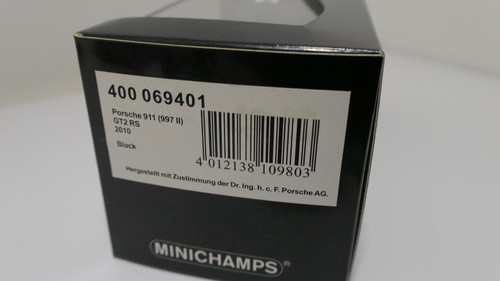 400 069401
Porsche 911 (997 II)
GT2 RS
2010
Black
4 012138 109803
Hergestellt mit Zustimmung der Dr. Ing. h. c. F. Porsche AG.
MINICHAMPS®